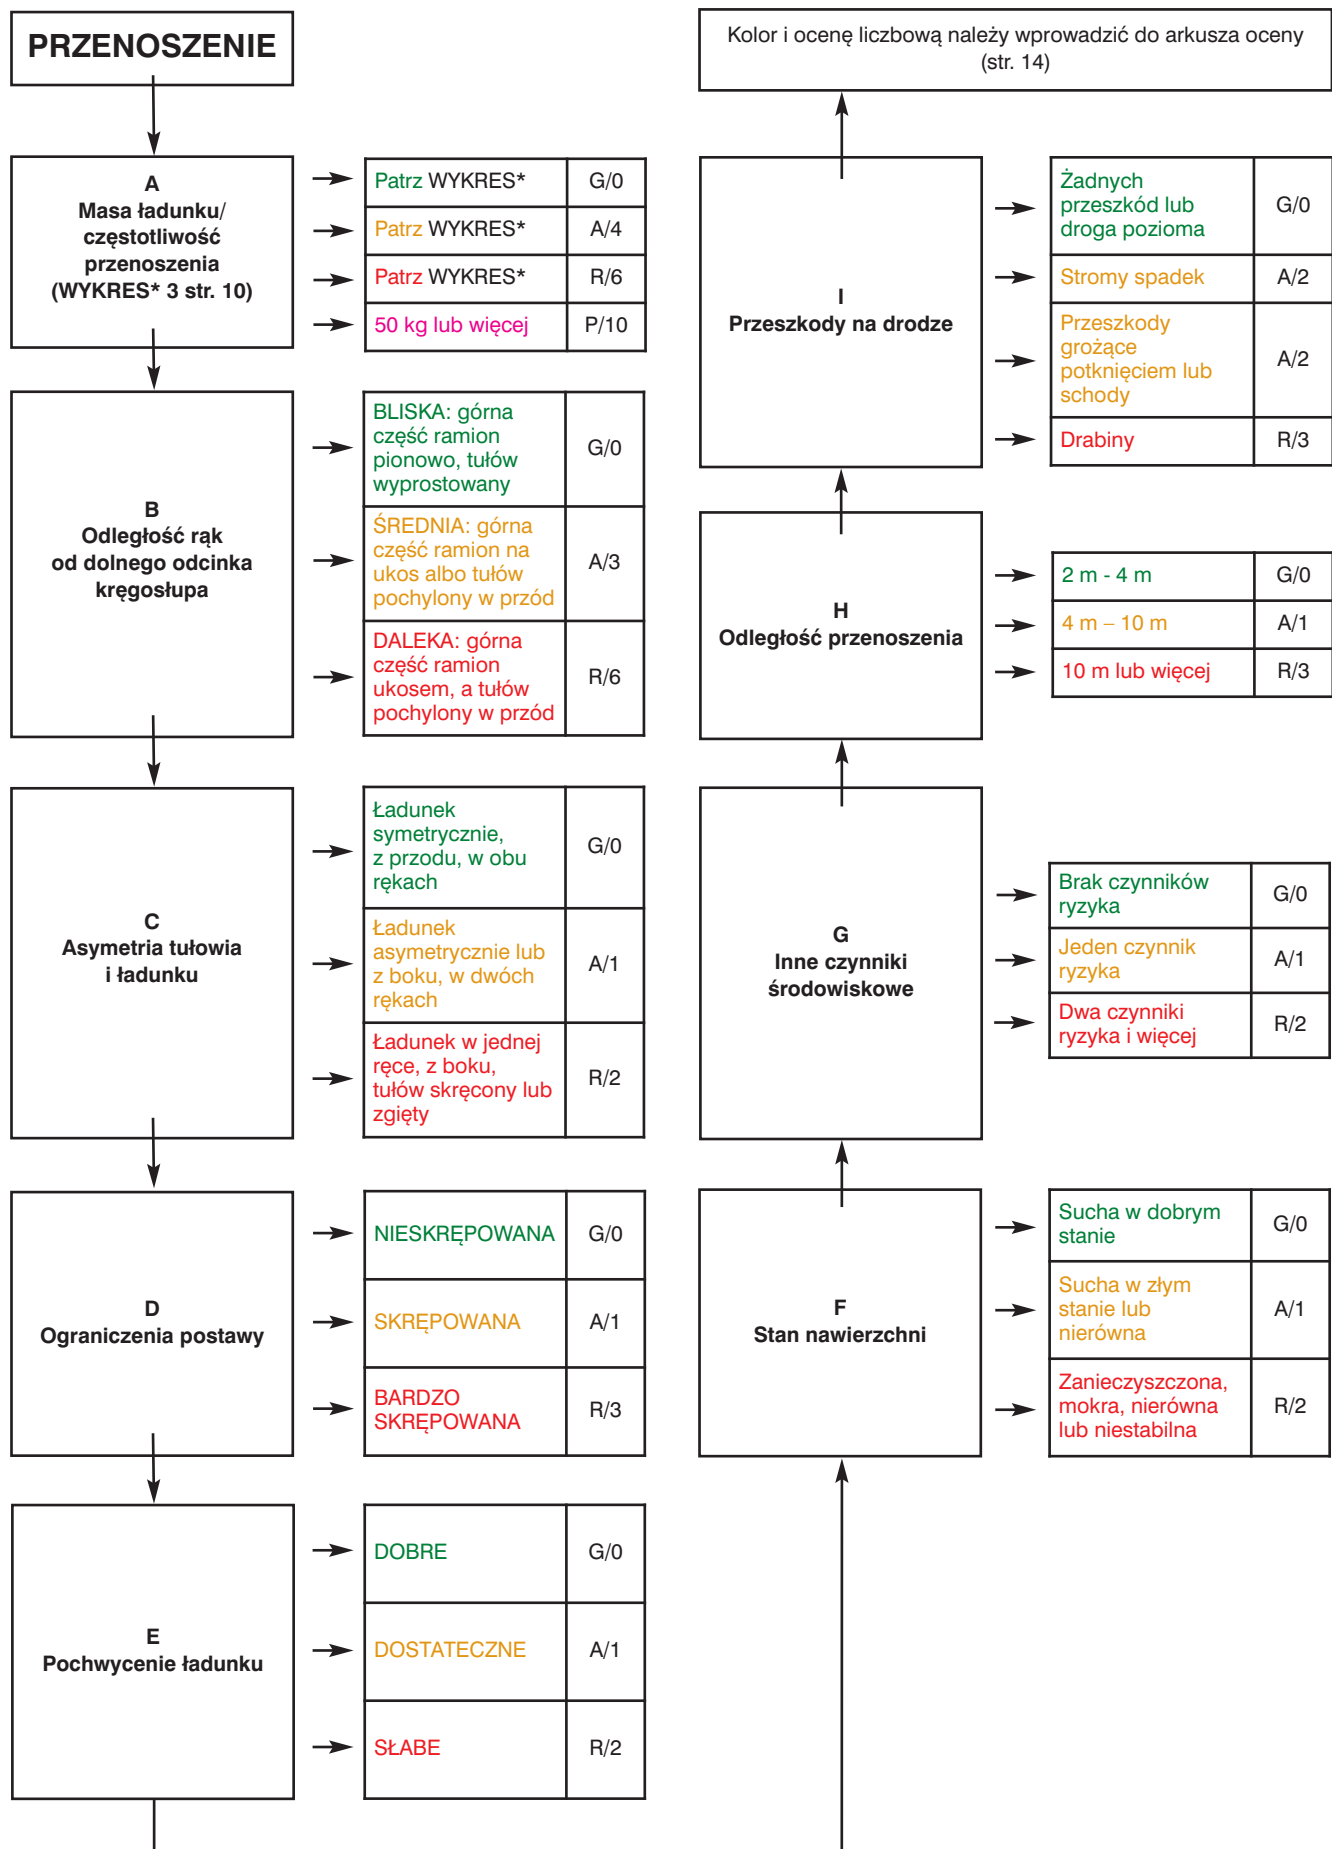 PRZENOSZENIE
A
Masa ładunku/
częstotliwość
przenoszenia
(WYKRES* 3 str. 10)
Patrz WYKRES*
G/0
Patrz WYKRES*
A/4
Patrz WYKRES*
R/6
50 kg lub więcej
P/10
B
Odległość rąk
od dolnego odcinka
kręgosłupa
BLISKA: górna
część ramion
pionowo, tułów
wyprostowany
G/0
ŚREDNIA: górna
część ramion na
ukos albo tułów
pochylony w przód
A/3
DALEKA: górna
część ramion
ukosem, a tułów
pochylony w przód
R/6
C
Asymetria tułowia
i ładunku
Ładunek
symetrycznie,
z przodu, w obu
rękach
G/0
Ładunek
asymetrycznie lub
z boku, w dwóch
rękach
A/1
Ładunek w jednej
ręce, z boku,
tułów skręcony lub
zgięty
R/2
D
Ograniczenia postawy
NIESKRĘPOWANA
G/0
SKRĘPOWANA
A/1
BARDZO
SKRĘPOWANA
R/3
E
Pochwycenie ładunku
DOBRE
G/0
DOSTATECZNE
A/1
SŁABE
R/2
F
Stan nawierzchni
Sucha w dobrym
stanie
G/0
Sucha w złym
stanie lub
nierówna
A/1
Zanieczyszczona,
mokra, nierówna
lub niestabilna
R/2
G
Inne czynniki
środowiskowe
Brak czynników
ryzyka
G/0
Jeden czynnik
ryzyka
A/1
Dwa czynniki
ryzyka i więcej
R/2
H
Odległość przenoszenia
2 m - 4 m
G/0
4 m – 10 m
A/1
10 m lub więcej
R/3
I
Przeszkody na drodze
Żadnych
przeszkód lub
droga pozioma
G/0
Stromy spadek
A/2
Przeszkody
grożące
potknięciem lub
schody
A/2
Drabiny
R/3
Kolor i ocenę liczbową należy wprowadzić do arkusza oceny
(str. 14)